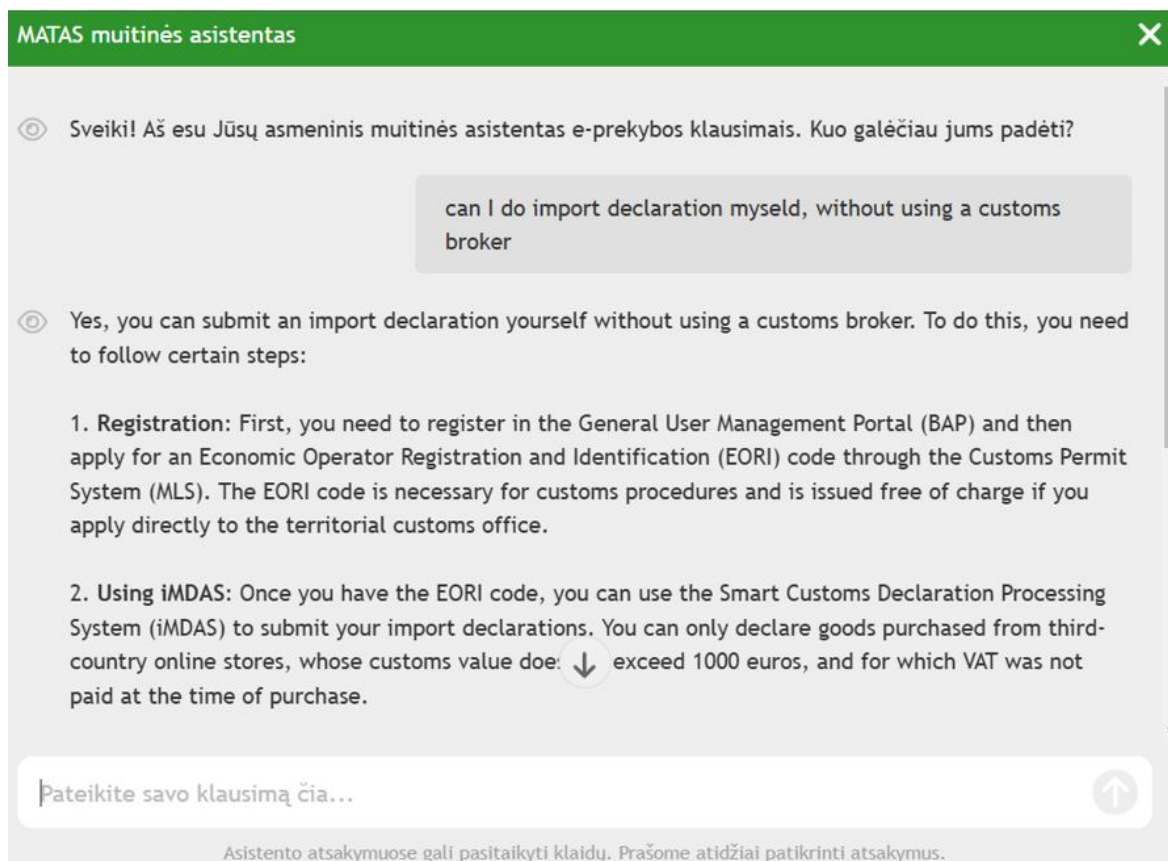 MATAS muitinės asistentas
Sveiki! Aš esu Jūsų asmeninis muitinės asistentas e-prekybos klausimais. Kuo galėčiau jums padėti?
can I do import declaration myseld, without using a customs
broker
Yes, you can submit an import declaration yourself without using a customs broker. To do this, you need
to follow certain steps:
1. Registration: First, you need to register in the General User Management Portal (BAP) and then
apply for an Economic Operator Registration and Identification (EORI) code through the Customs Permit
System (MLS). The EORI code is necessary for customs procedures and is issued free of charge if you
apply directly to the territorial customs office.
2. Using iMDAS: Once you have the EORI code, you can use the Smart Customs Declaration Processing
System (iMDAS) to submit your import declarations. You can only declare goods purchased from third-
country online stores, whose customs value exceed 1000 euros, and for which VAT was not
paid at the time of purchase.
Pateikite savo klausimą čia...
Asistento atsakymuose gali pasitaikyti klaidų. Prašome atidžiai patikrinti atsakymus.